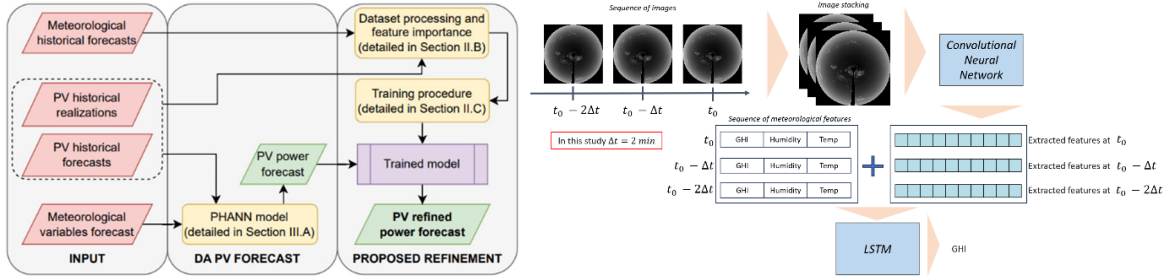 Meteorological
historical forecasts
PV historical
realizations
PV historical
forecasts
Meteorological
variables forecast
INPUT
PV power
forecast
PHANN model
(detailed in Section III.A)
DA PV FORECAST
Dataset processing and
feature importance
(detailed in Section II.B)
Training procedure
(detailed in Section II.C)
Trained model
PV refined
power forecast
PROPOSED REFINEMENT
Sequence of images
t₀ − 2Δt
t₀ − Δt
t₀
In this study Δt = 2 min
Image stacking
Convolutional
Neural
Network
Sequence of meteorological features
t₀ GHI Humidity Temp
t₀ − Δt GHI Humidity Temp
t₀ − 2Δt GHI Humidity Temp
+
Extracted features at t₀
Extracted features at t₀ − Δt
Extracted features at t₀ − 2Δt
LSTM
GHI